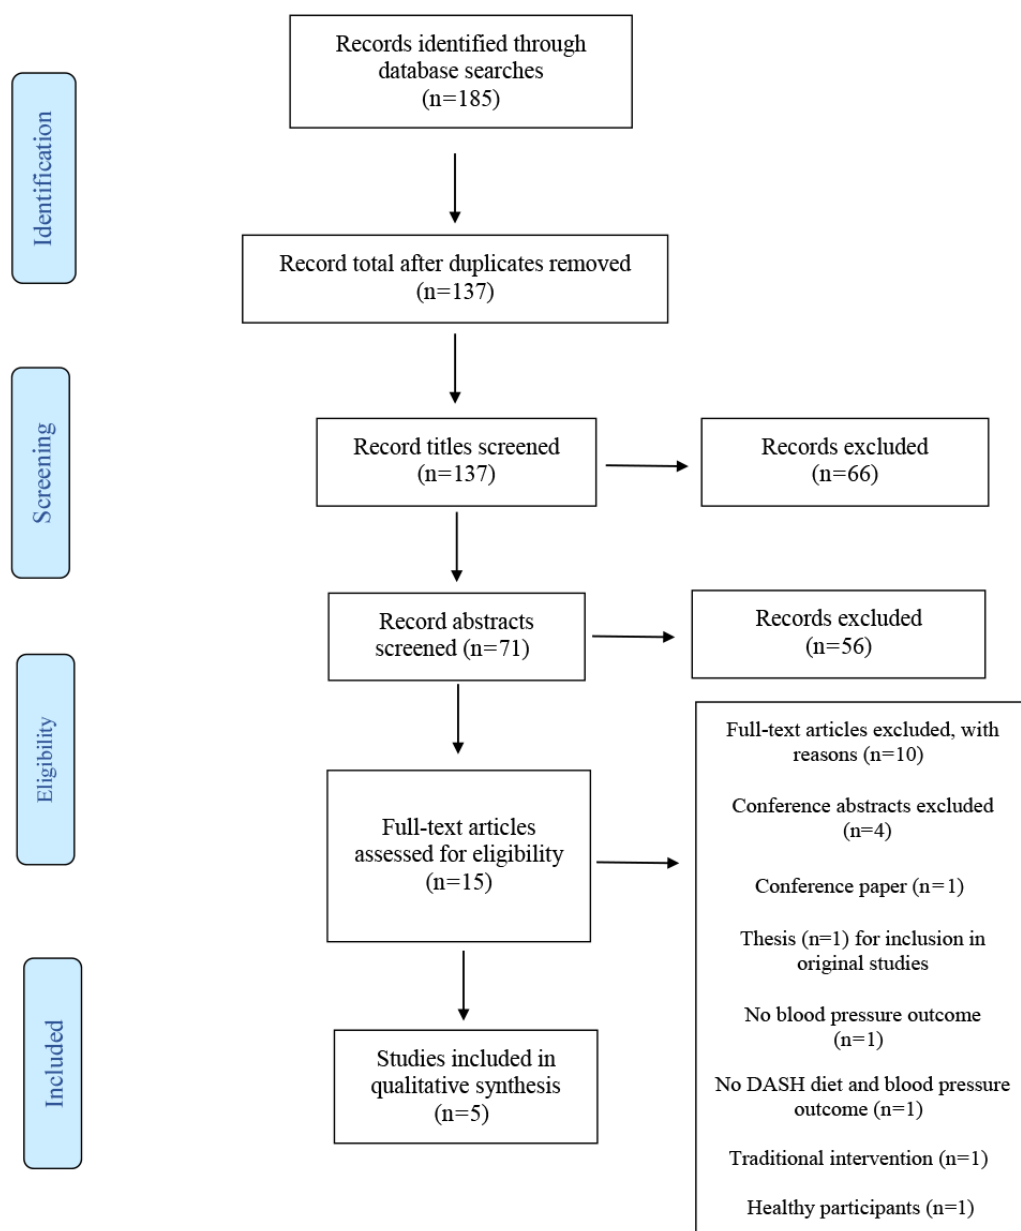 Records identified through
database searches
(n=185)
Identification
Record total after duplicates removed
(n=137)
Screening
Record titles screened
(n=137)
Records excluded
(n=66)
Record abstracts
screened (n=71)
Records excluded
(n=56)
Eligibility
Full-text articles
assessed for eligibility
(n=15)
Full-text articles excluded, with
reasons (n=10)
Conference abstracts excluded
(n=4)
Conference paper (n=1)
Thesis (n=1) for inclusion in
original studies
No blood pressure outcome
(n=1)
No DASH diet and blood pressure
outcome (n=1)
Traditional intervention (n=1)
Healthy participants (n=1)
Included
Studies included in
qualitative synthesis
(n=5)